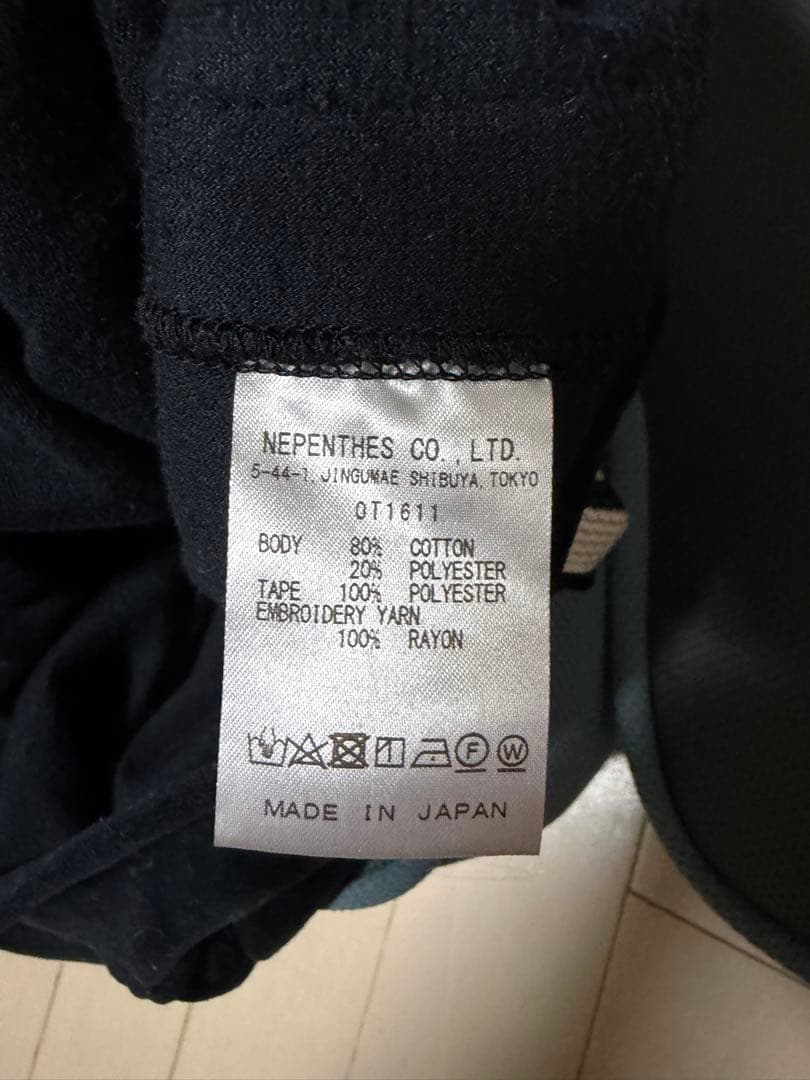 NEPENTHES CO., LTD.
5-44-1, JINGUMAE SHIBUYA, TOKYO
OT1611
BODY 80% COTTON
20% POLYESTER
TAPE 100% POLYESTER
EMBROIDERY YARN
100% RAYON
F W
MADE IN JAPAN